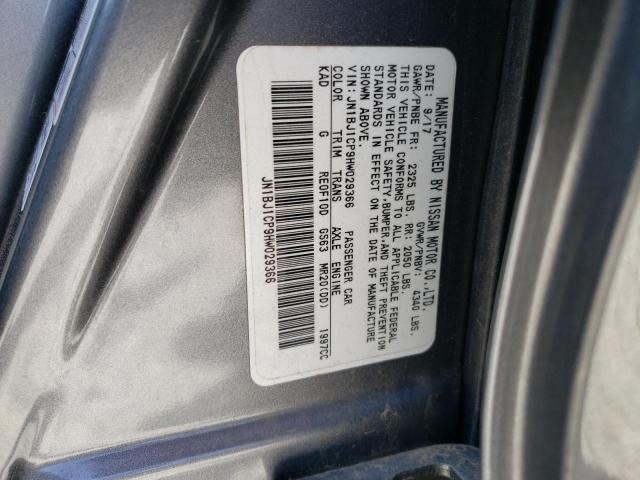 MANUFACTURED BY NISSAN MOTOR CO.,LTD.
DATE: 9/17 GVWR/PNBV: 4340 LBS.
GAWR/PNBE FR: 2325 LBS. RR: 2050 LBS.
THIS VEHICLE CONFORMS TO ALL APPLICABLE FEDERAL
MOTOR VEHICLE SAFETY,BUMPER,AND THEFT PREVENTION
STANDARDS IN EFFECT ON THE DATE OF MANUFACTURE
SHOWN ABOVE.
VIN: JN1BJ1CP9HW029366 PASSENGER CAR
COLOR TRIM TRANS AXLE ENGINE
KAD G RE0F10D GS63 MR20(DD) 1997CC
JN1BJ1CP9HW029366